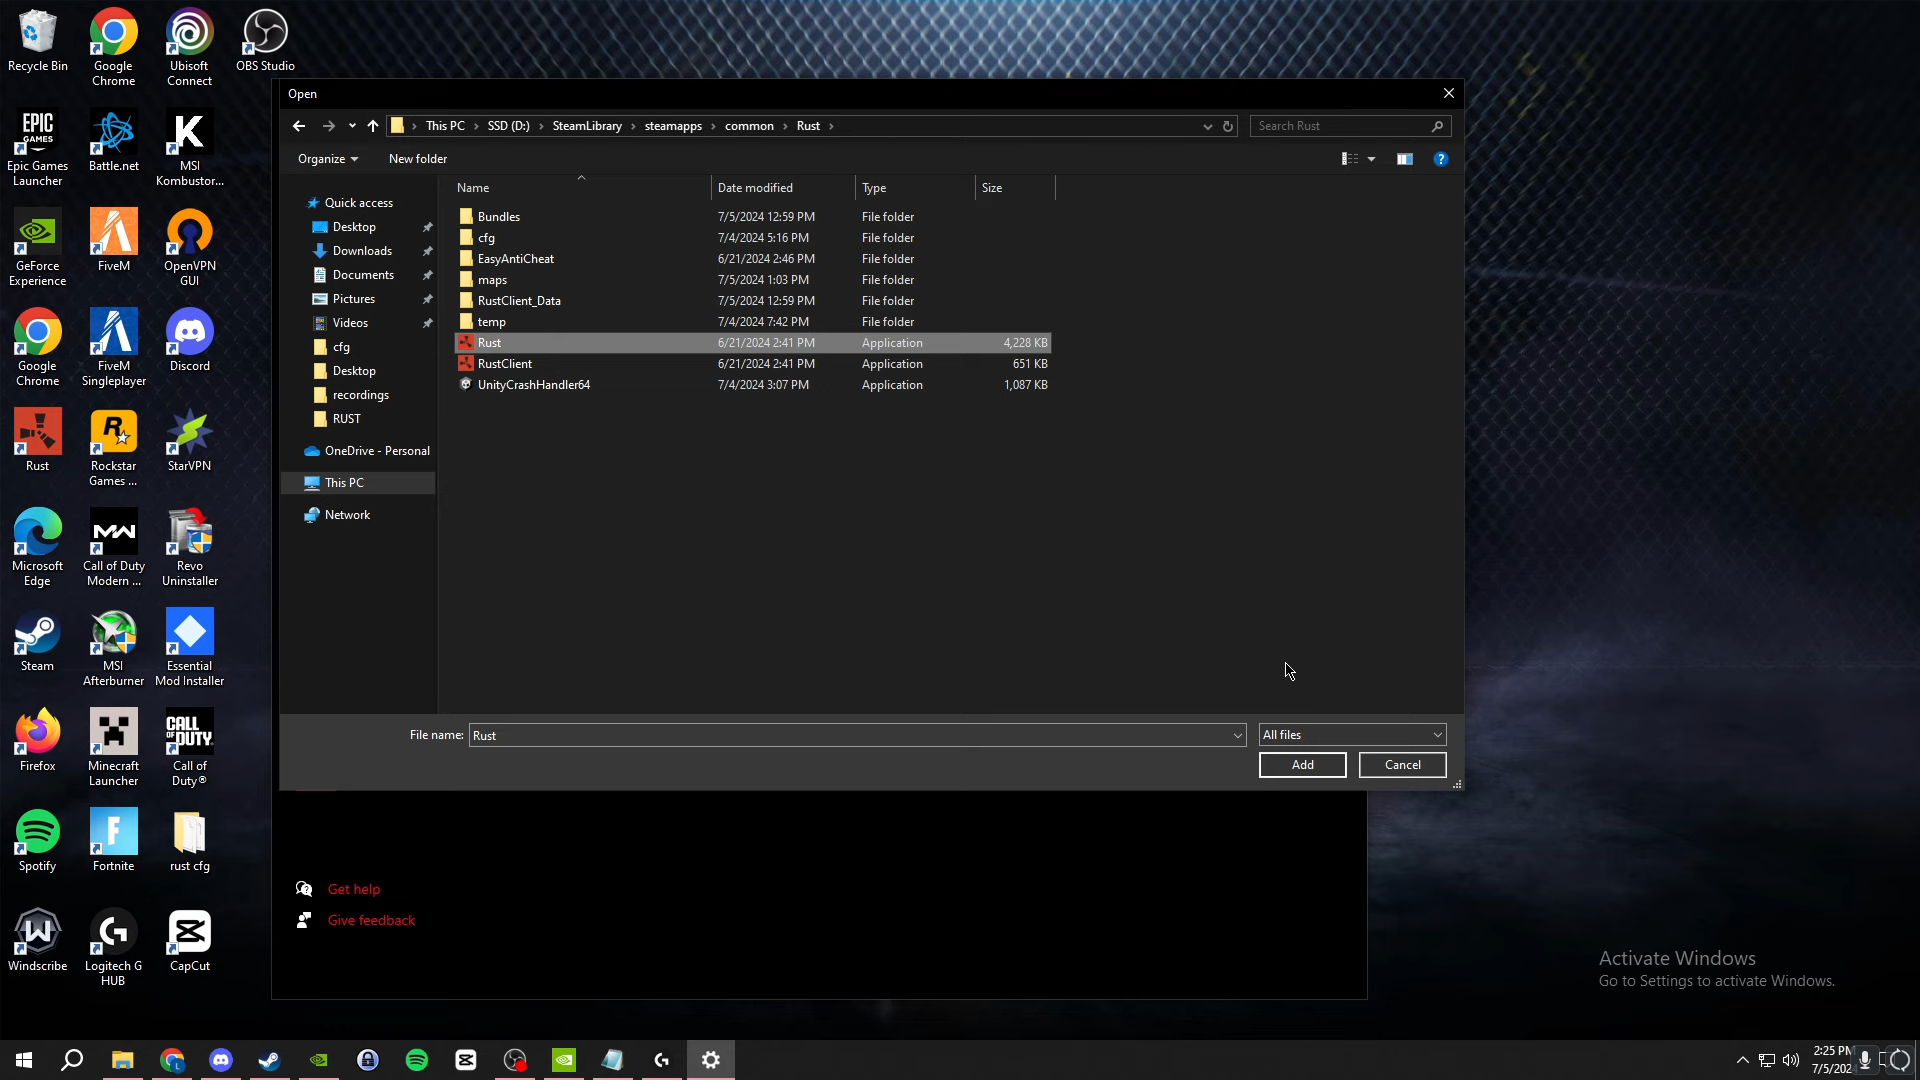 Recycle Bin
Google
Chrome
Ubisoft
Connect
OBS Studio
EPIC
GAMES
Epic Games
Launcher
Battle.net
MSI
Kombustor...
GeForce
Experience
FiveM
OpenVPN
GUI
Google
Chrome
FiveM
Singleplayer
Discord
Rust
Rockstar
Games ...
StarVPN
Microsoft
Edge
Call of Duty
Modern ...
Revo
Uninstaller
Steam
MSI
Afterburner
Essential
Mod Installer
Firefox
Minecraft
Launcher
CALL
OF DUTY
Call of
Duty®
Spotify
Fortnite
rust cfg
Windscribe
Logitech G
HUB
CapCut
Open
This PC
SSD (D:)
SteamLibrary
steamapps
common
Rust
Search Rust
Organize
New folder
Quick access
Desktop
Downloads
Documents
Pictures
Videos
cfg
Desktop
recordings
RUST
OneDrive - Personal
This PC
Network
Name Date modified Type Size
Bundles 7/5/2024 12:59 PM File folder
cfg 7/4/2024 5:16 PM File folder
EasyAntiCheat 6/21/2024 2:46 PM File folder
maps 7/5/2024 1:03 PM File folder
RustClient_Data 7/5/2024 12:59 PM File folder
temp 7/4/2024 7:42 PM File folder
Rust 6/21/2024 2:41 PM Application 4,228 KB
RustClient 6/21/2024 2:41 PM Application 651 KB
UnityCrashHandler64 7/4/2024 3:07 PM Application 1,087 KB
File name: Rust
All files
Add
Cancel
Get help
Give feedback
Activate Windows
Go to Settings to activate Windows.
2:25 PM